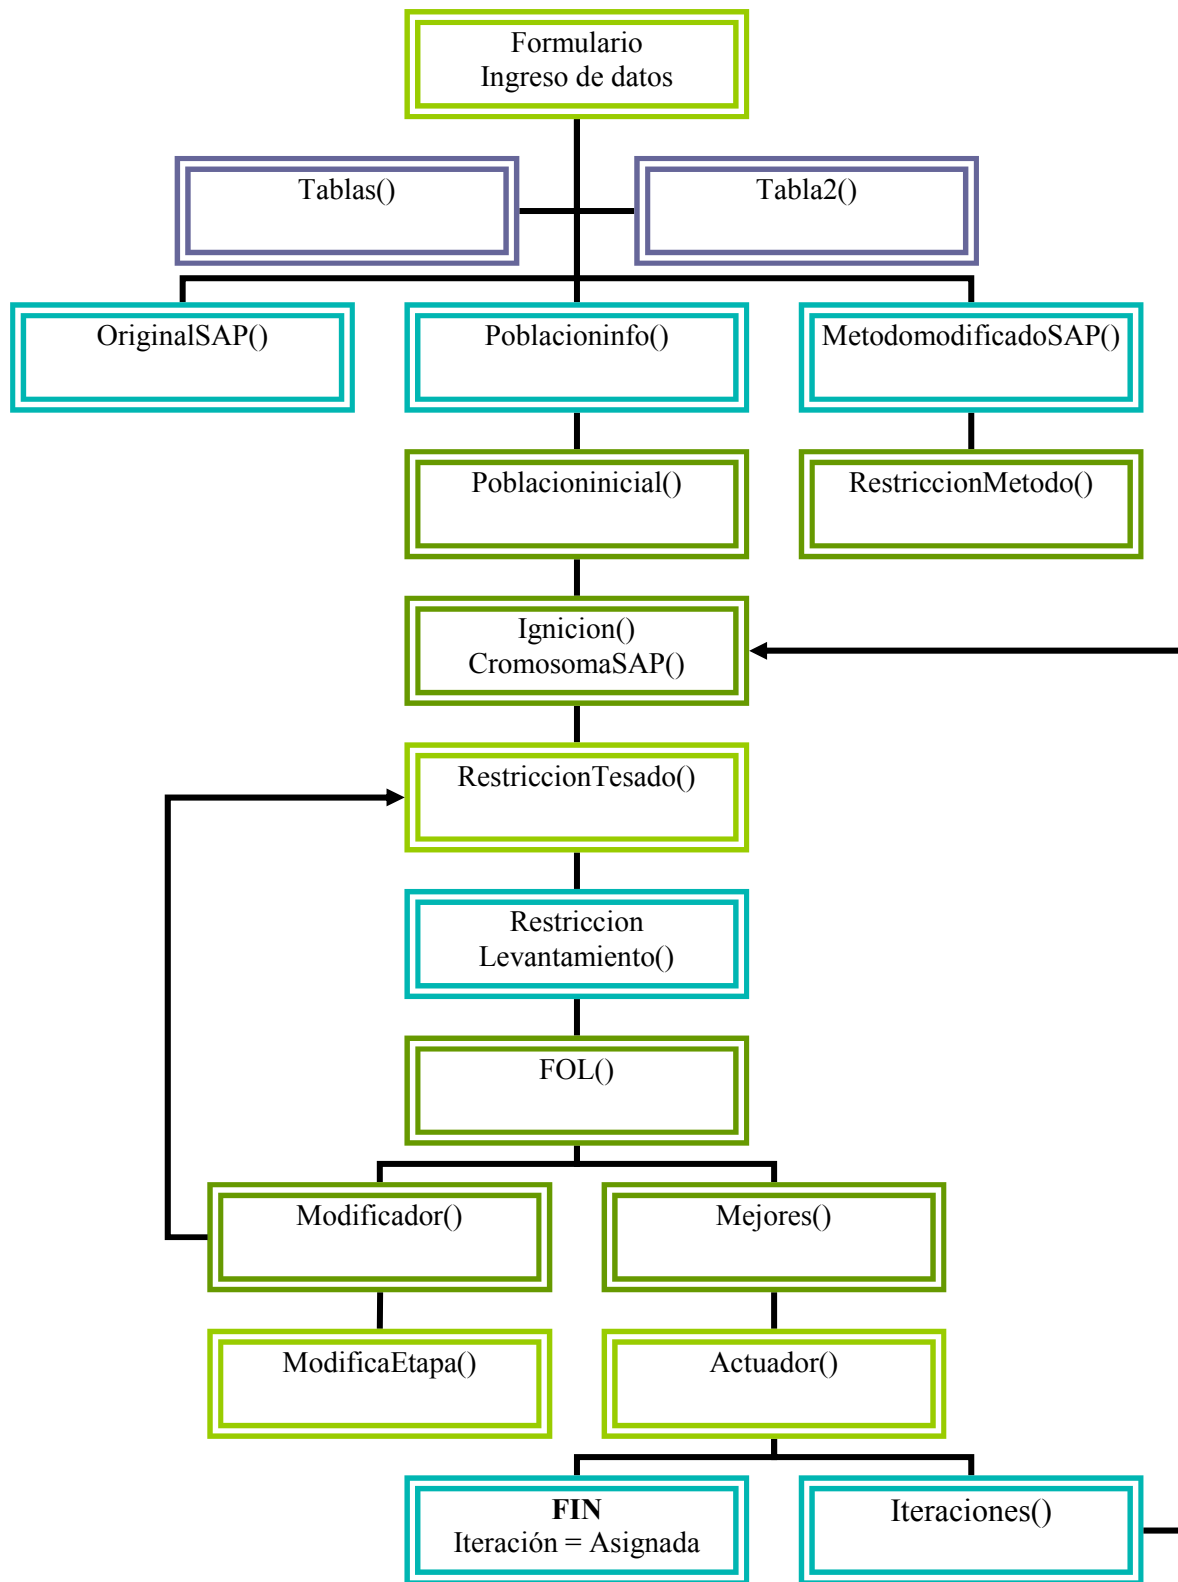 Formulario
Ingreso de datos
Tablas()
Tabla2()
OriginalSAP()
Poblacioninfo()
MetodomodificadoSAP()
Poblacioninicial()
RestriccionMetodo()
Ignicion()
CromosomaSAP()
RestriccionTesado()
Restriccion
Levantamiento()
FOL()
Modificador()
Mejores()
ModificaEtapa()
Actuador()
FIN
Iteración = Asignada
Iteraciones()